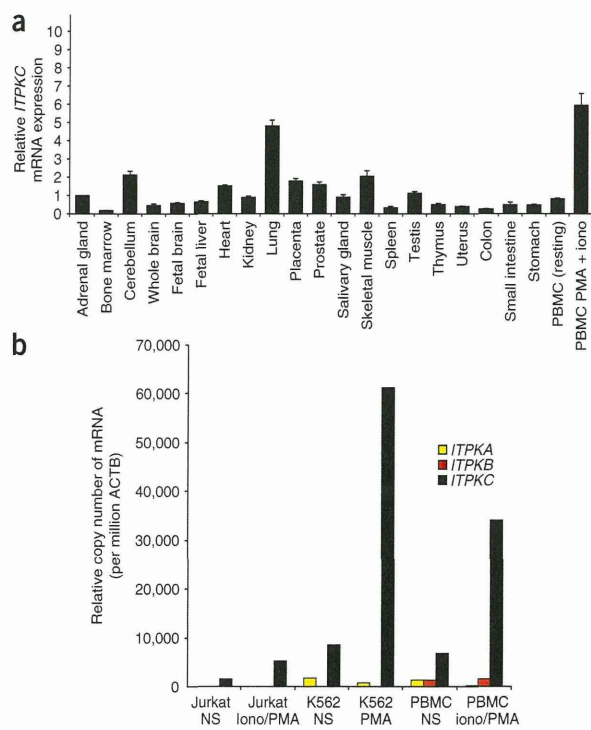 a
Relative ITPKC
mRNA expression
10
9
8
7
6
5
4
3
2
1
0
Adrenal gland
Bone marrow
Cerebellum
Whole brain
Fetal brain
Fetal liver
Heart
Kidney
Lung
Placenta
Prostate
Salivary gland
Skeletal muscle
Spleen
Testis
Thymus
Uterus
Colon
Small intestine
Stomach
PBMC (resting)
PBMC PMA + iono
b
Relative copy number of mRNA
(per million ACTB)
70,000
60,000
50,000
40,000
30,000
20,000
10,000
0
ITPKA
ITPKB
ITPKC
Jurkat
NS
Jurkat
Iono/PMA
K562
NS
K562
PMA
PBMC
NS
PBMC
iono/PMA